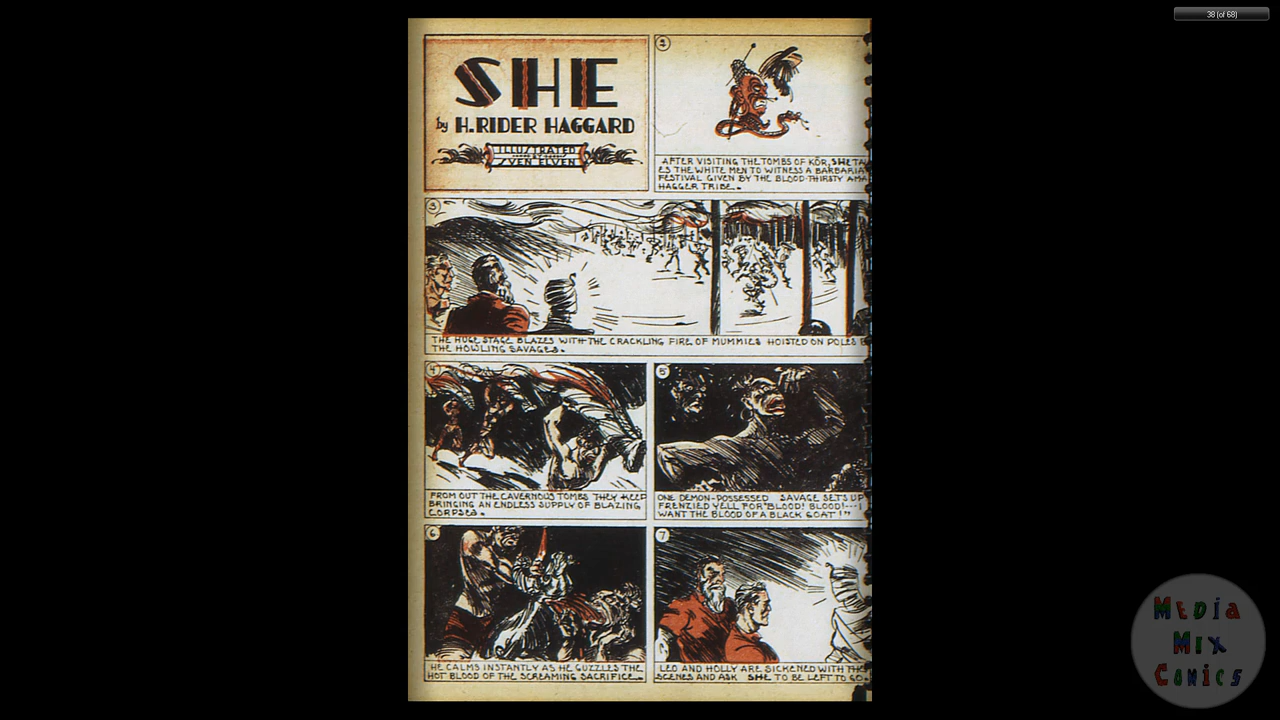 38 (of 68)
SHE
by H. RIDER HAGGARD
ILLUSTRATED
BY
SVEN ELVEN
2
AFTER VISITING THE TOMBS OF KŌR, SHE TA
ES THE WHITE MEN TO WITNESS A BARBARIA
FESTIVAL GIVEN BY THE BLOOD-THIRSTY AMA
HAGGER TRIBE.
3
THE HUGE STAGE BLAZES WITH THE CRACKLING FIRE OF MUMMIES HOISTED ON POLES B
THE HOWLING SAVAGES.
4
FROM OUT THE CAVERNOUS TOMBS THEY KEEP
BRINGING AN ENDLESS SUPPLY OF BLAZING
CORPSES.
5
ONE DEMON-POSSESSED SAVAGE SETS UP
FRENZIED YELL FOR "BLOOD! BLOOD!--- I
WANT THE BLOOD OF A BLACK GOAT!"
6
HE CALMS INSTANTLY AS HE GUZZLES THE
HOT BLOOD OF THE SCREAMING SACRIFICE.
7
LEO AND HOLLY ARE SICKENED WITH THE
SCENES AND ASK SHE TO BE LEFT TO GO.
MEDIA
MIX
COMICS